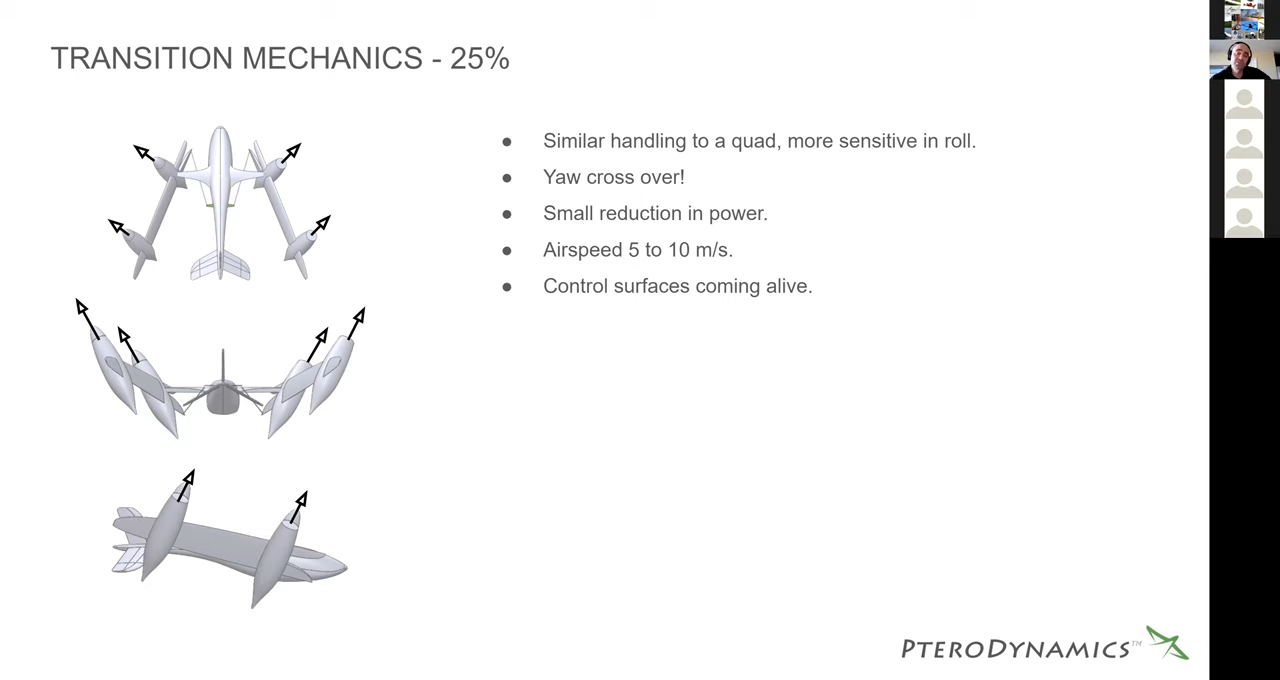 TRANSITION MECHANICS - 25%
● Similar handling to a quad, more sensitive in roll.
● Yaw cross over!
● Small reduction in power.
● Airspeed 5 to 10 m/s.
● Control surfaces coming alive.
PTERODYNAMICS™